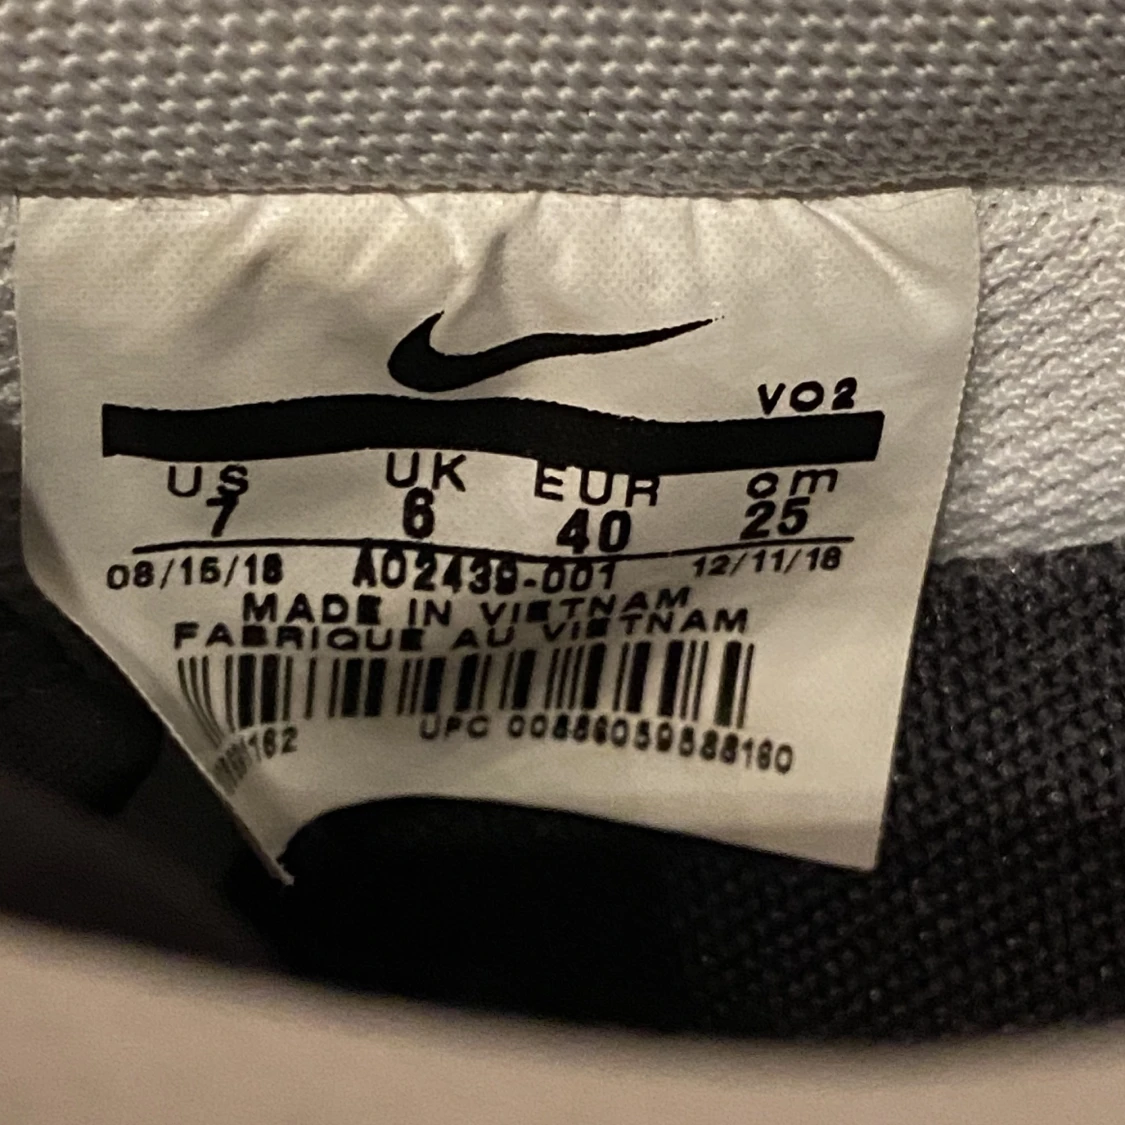 VO2
US UK EUR cm
7 6 40 25
08/15/18 AO2439-001 12/11/18
MADE IN VIETNAM
FABRIQUE AU VIETNAM
UPC 00886059588160